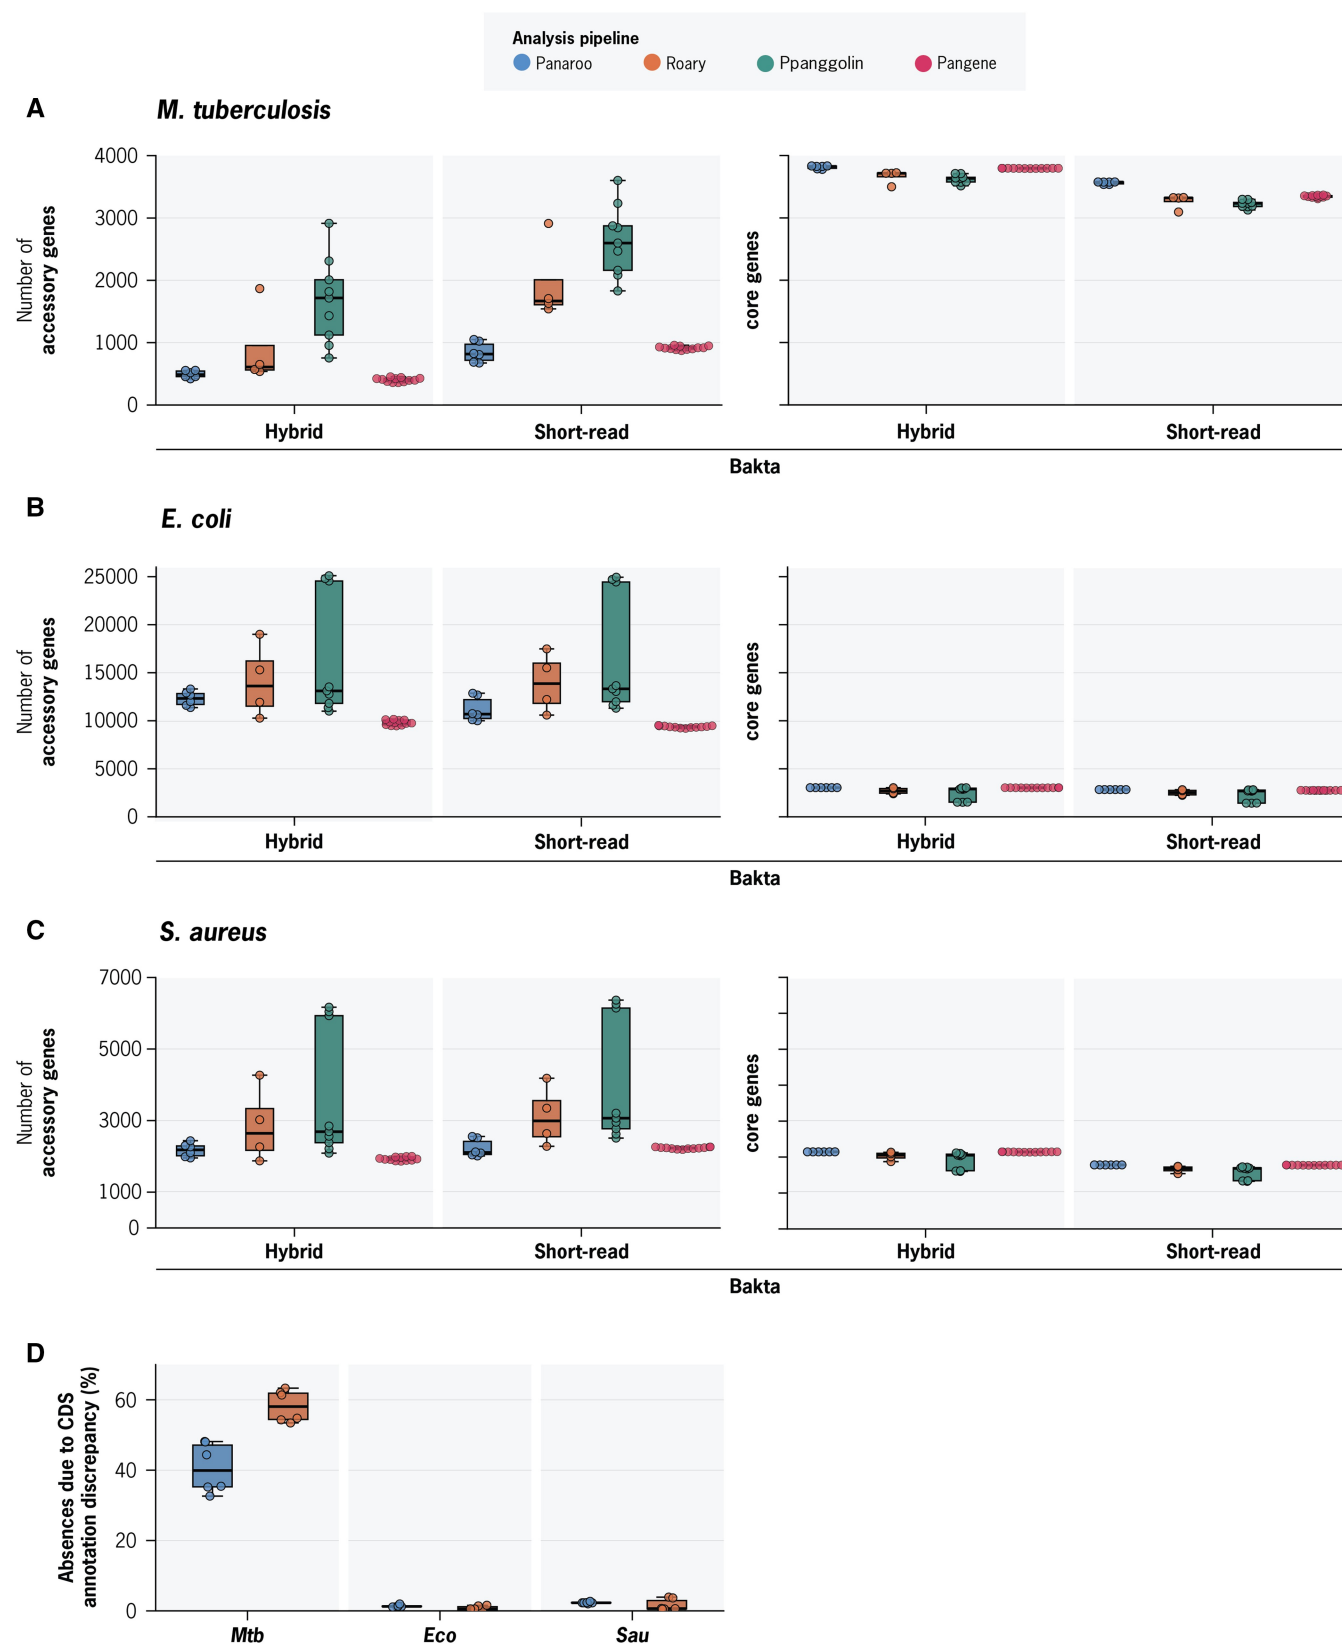 Analysis pipeline
Panaroo Roary Ppanggolin Pangene
A
M. tuberculosis
Number of
accessory genes
4000
3000
2000
1000
0
core genes
Hybrid Short-read Hybrid Short-read
Bakta
B
E. coli
Number of
accessory genes
25000
20000
15000
10000
5000
0
core genes
Hybrid Short-read Hybrid Short-read
Bakta
C
S. aureus
Number of
accessory genes
7000
5000
3000
1000
0
core genes
Hybrid Short-read Hybrid Short-read
Bakta
D
Absences due to CDS
annotation discrepancy (%)
60
40
20
0
Mtb Eco Sau